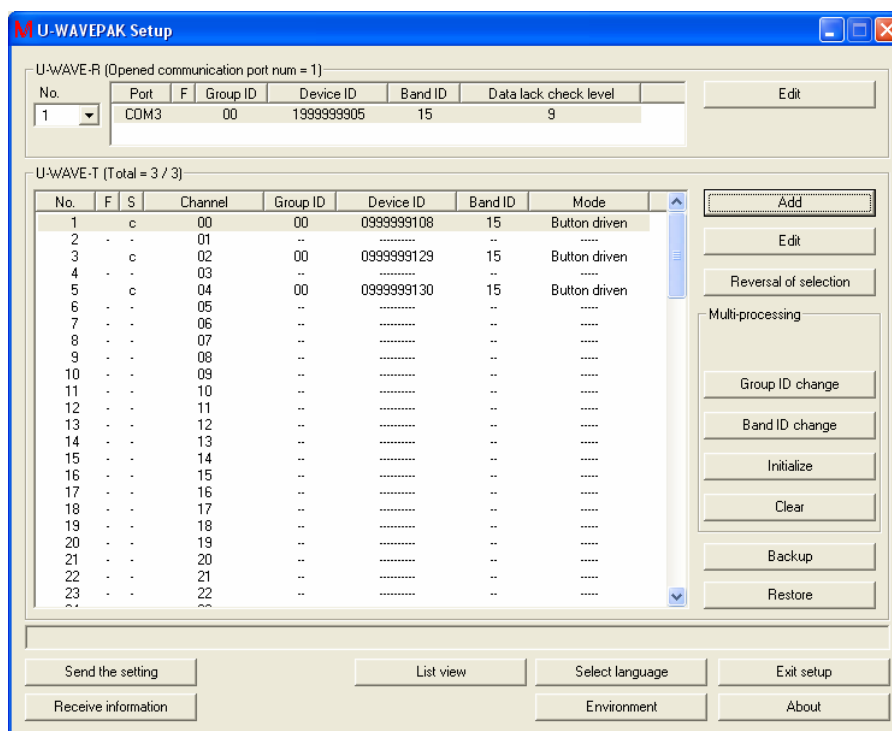 M U-WAVEPAK Setup
U-WAVE-R (Opened communication port num = 1)
No. Port F Group ID Device ID Band ID Data lack check level Edit
1 COM3 00 1999999905 15 9
U-WAVE-T (Total = 3 / 3)
No. F S Channel Group ID Device ID Band ID Mode Add
1 c 00 00 0999999108 15 Button driven
2 - - 01 -- ---------- -- ----- Edit
3 c 02 00 0999999129 15 Button driven
4 - - 03 -- ---------- -- -----
5 c 04 00 0999999130 15 Button driven Reversal of selection
6 - - 05 -- ---------- -- -----
7 - - 06 -- ---------- -- ----- Multi-processing
8 - - 07 -- ---------- -- -----
9 - - 08 -- ---------- -- -----
10 - - 09 -- ---------- -- -----
11 - - 10 -- ---------- -- ----- Group ID change
12 - - 11 -- ---------- -- -----
13 - - 12 -- ---------- -- ----- Band ID change
14 - - 13 -- ---------- -- -----
15 - - 14 -- ---------- -- -----
16 - - 15 -- ---------- -- ----- Initialize
17 - - 16 -- ---------- -- -----
18 - - 17 -- ---------- -- ----- Clear
19 - - 18 -- ---------- -- -----
20 - - 19 -- ---------- -- -----
21 - - 20 -- ---------- -- ----- Backup
22 - - 21 -- ---------- -- -----
23 - - 22 -- ---------- -- ----- Restore
Send the setting List view Select language Exit setup
Receive information Environment About